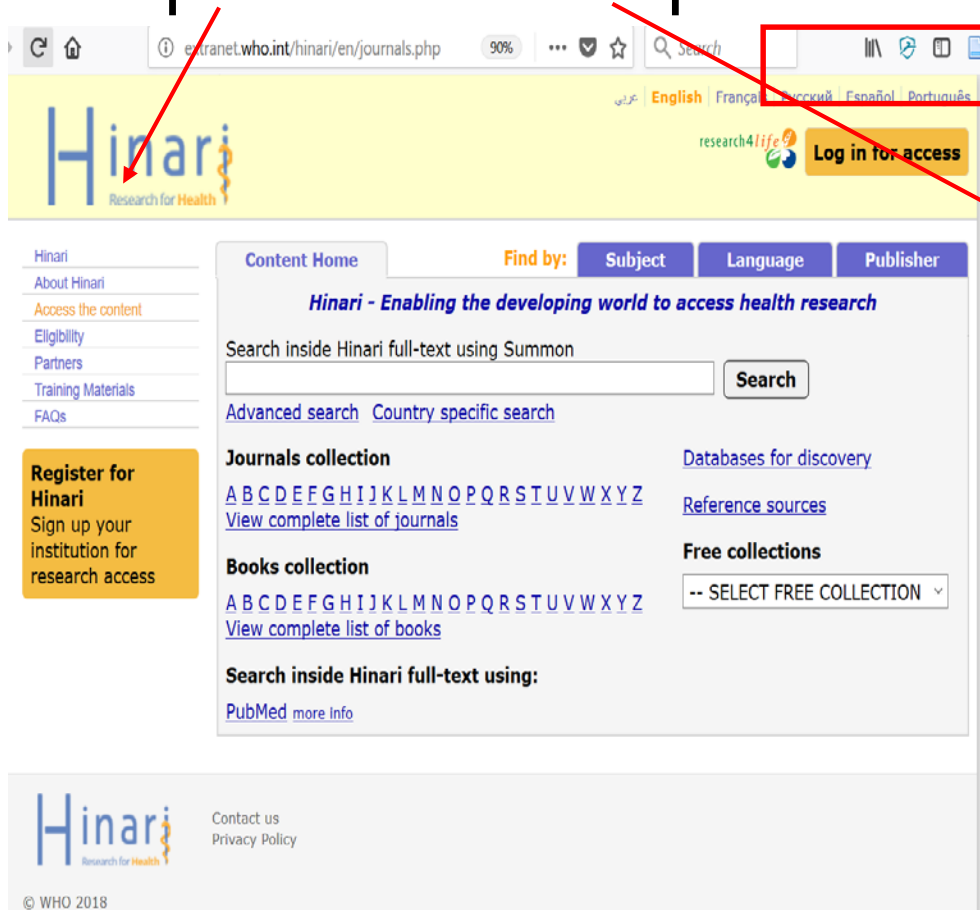 extranet.who.int/hinari/en/journals.php 90% Search
عربي English Français Русский Español Português
Hinari
Research for Health
research4life
Log in for access
Hinari
About Hinari
Access the content
Eligibility
Partners
Training Materials
FAQs
Register for
Hinari
Sign up your
institution for
research access
Content Home Find by: Subject Language Publisher
Hinari - Enabling the developing world to access health research
Search inside Hinari full-text using Summon
Search
Advanced search Country specific search
Journals collection
A B C D E F G H I J K L M N O P Q R S T U V W X Y Z
View complete list of journals
Books collection
A B C D E F G H I J K L M N O P Q R S T U V W X Y Z
View complete list of books
Search inside Hinari full-text using:
PubMed more info
Databases for discovery
Reference sources
Free collections
-- SELECT FREE COLLECTION
Hinari
Research for Health
Contact us
Privacy Policy
© WHO 2018